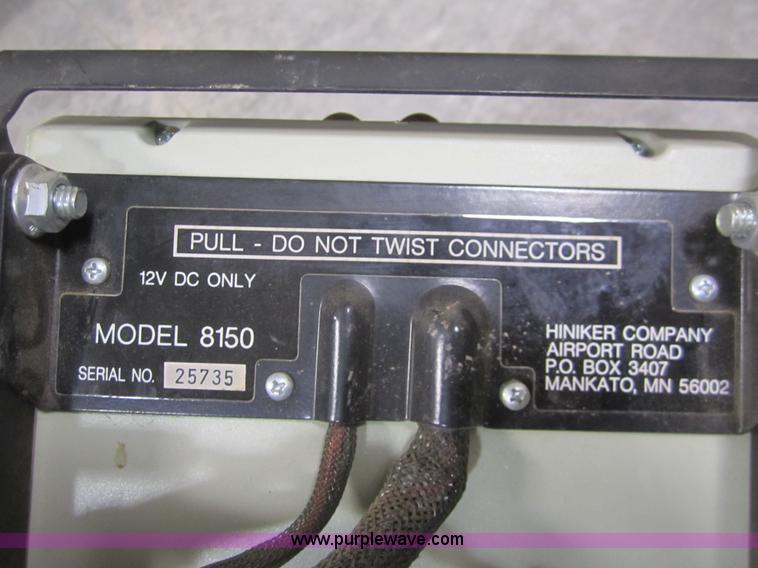 PULL - DO NOT TWIST CONNECTORS
12V DC ONLY
MODEL 8150
SERIAL NO. 25735
HINIKER COMPANY
AIRPORT ROAD
P.O. BOX 3407
MANKATO, MN 56002
www.purplewave.com